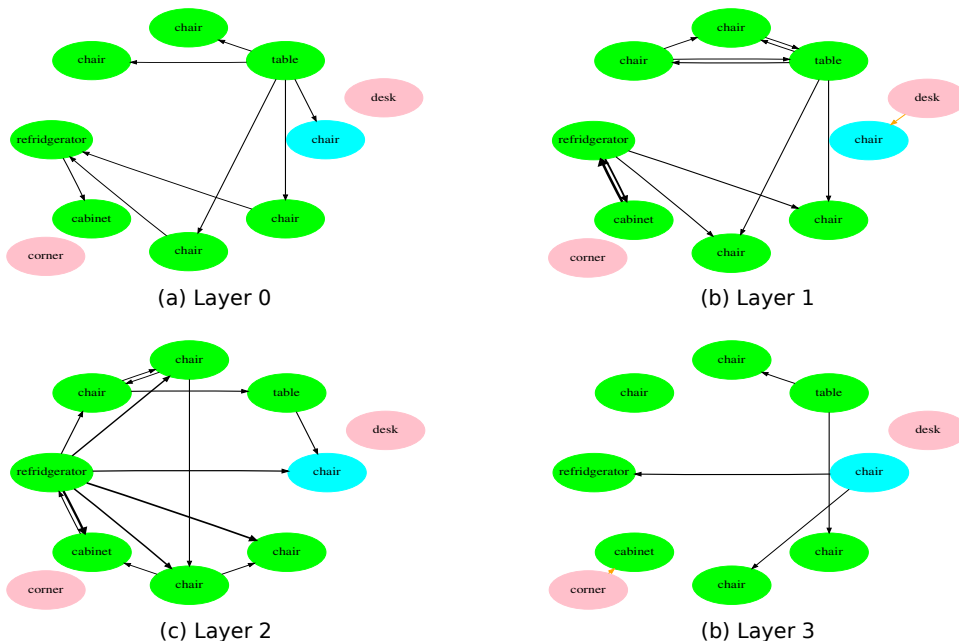 chair
chair
table
desk
refridgerator
chair
cabinet
chair
corner
chair
(a) Layer 0
chair
chair
table
desk
refridgerator
chair
cabinet
chair
corner
chair
(b) Layer 1
chair
chair
table
desk
refridgerator
chair
cabinet
chair
corner
chair
(c) Layer 2
chair
chair
table
desk
refridgerator
chair
cabinet
chair
corner
chair
(b) Layer 3